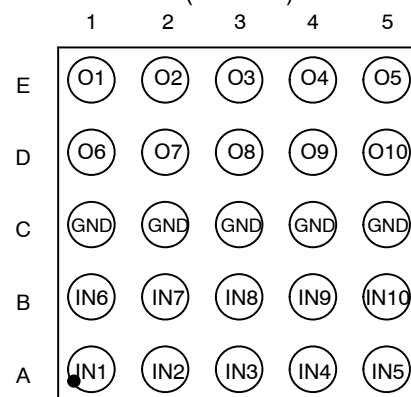 1 2 3 4 5
E O1 O2 O3 O4 O5
D O6 O7 O8 O9 O10
C GND GND GND GND GND
B IN6 IN7 IN8 IN9 IN10
A IN1 IN2 IN3 IN4 IN5